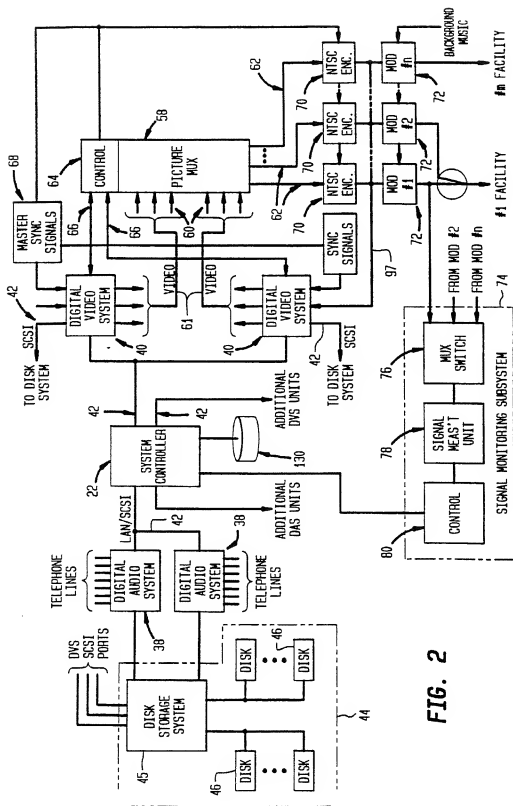 BACKGROUND MUSIC
68
MASTER
SYNC
SIGNALS
64
CONTROL
58
PICTURE
MUX
66
66
60
62
62
70
70
70
NTSC
ENC.
NTSC
ENC.
NTSC
ENC.
MOD
#n
MOD
#2
MOD
#1
72
72
72
#m FACILITY
#1 FACILITY
42
SCSI
TO DISK
SYSTEM
DIGITAL
VIDEO
SYSTEM
40
VIDEO
61
VIDEO
40
DIGITAL
VIDEO
SYSTEM
SYNC
SIGNALS
42
SCSI
TO DISK
SYSTEM
97
42
42
ADDITIONAL
DVS UNITS
22
SYSTEM
CONTROLLER
130
ADDITIONAL
DAS UNITS
LAN/SCSI
42
TELEPHONE
LINES
DIGITAL
AUDIO
SYSTEM
38
DIGITAL
AUDIO
SYSTEM
38
TELEPHONE
LINES
DVS
SCSI
PORTS
DISK
STORAGE
SYSTEM
45
DISK
46
DISK
46
DISK
DISK
44
FROM MOD #2
FROM MOD #n
74
76
MUX
SWITCH
78
SIGNAL
MEAS'T
UNIT
80
CONTROL
SIGNAL MONITORING SUBSYSTEM
FIG. 2